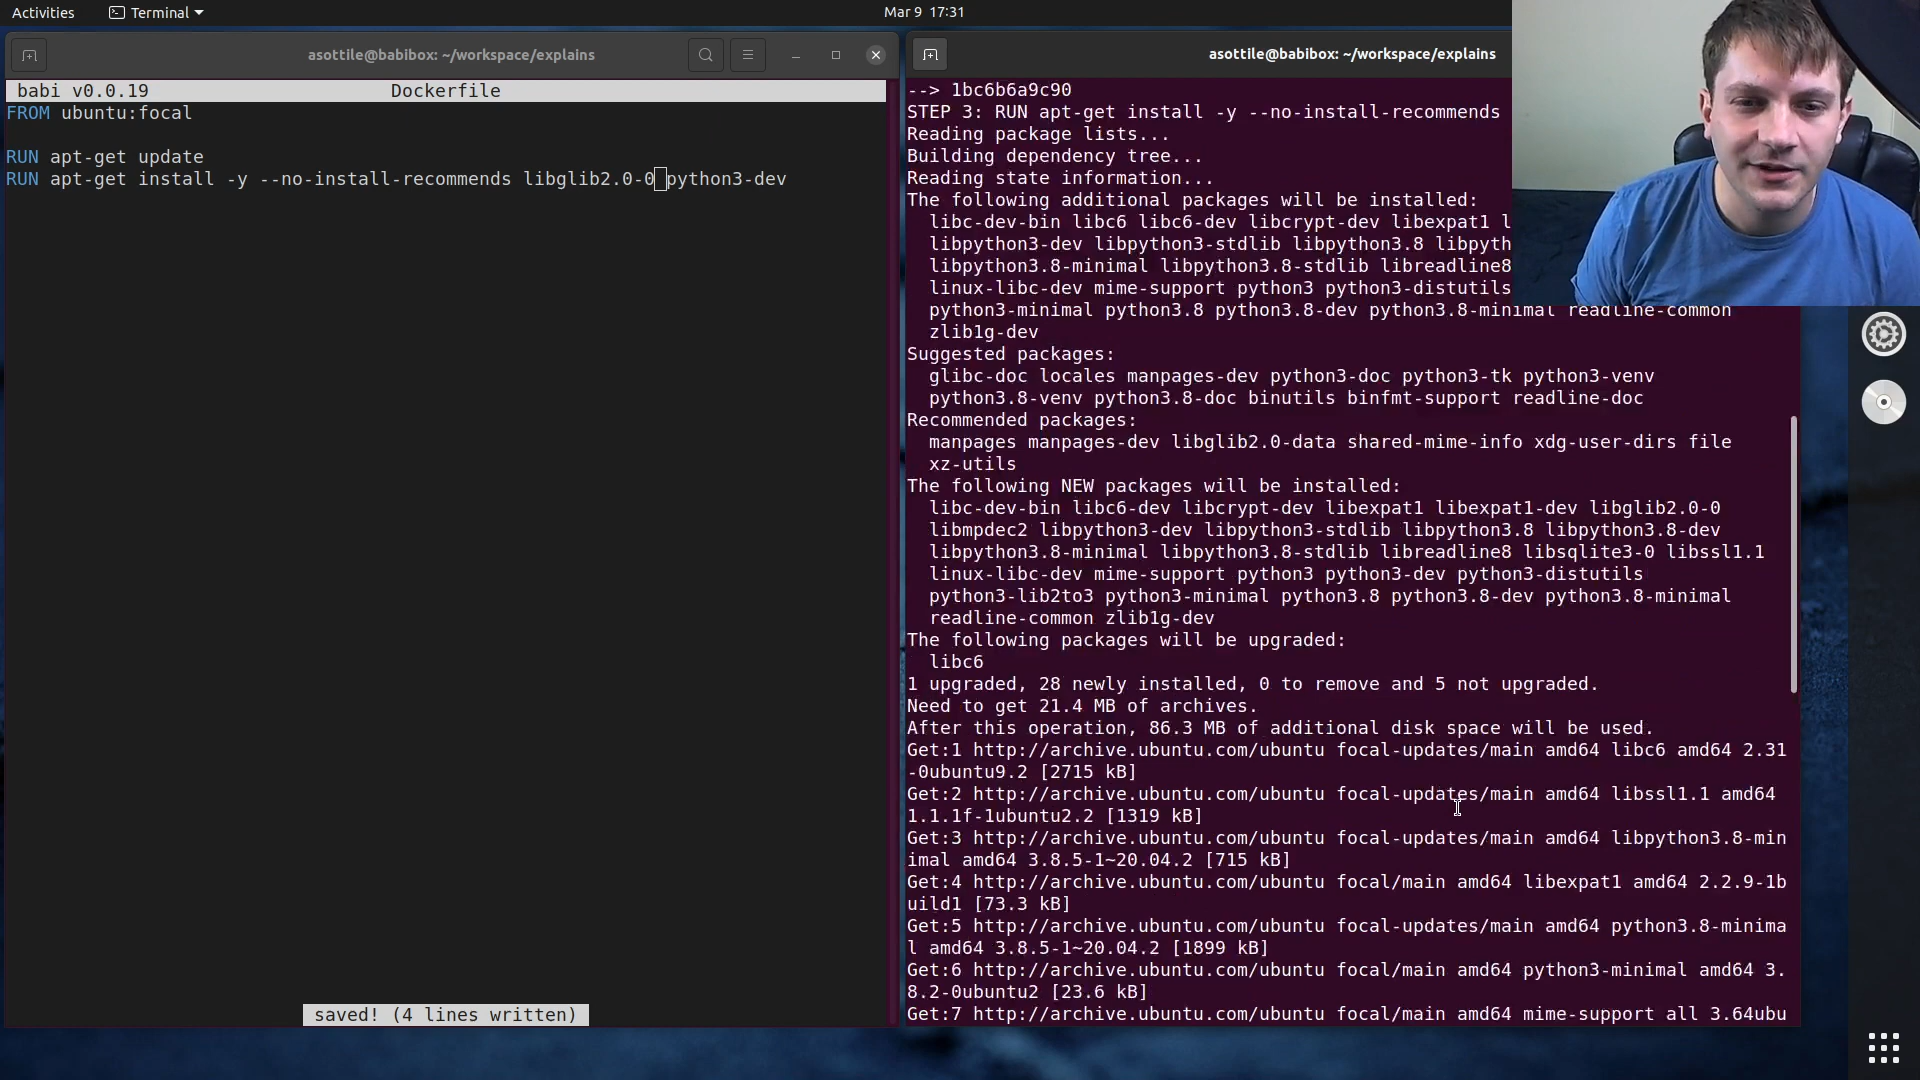 Activities
Terminal
Mar 9 17:31
asottile@babibox: ~/workspace/explains
babi v0.0.19 Dockerfile
FROM ubuntu:focal
RUN apt-get update
RUN apt-get install -y --no-install-recommends libglib2.0-0 python3-dev
saved! (4 lines written)
asottile@babibox: ~/workspace/explains
--> 1bc6b6a9c90
STEP 3: RUN apt-get install -y --no-install-recommends
Reading package lists...
Building dependency tree...
Reading state information...
The following additional packages will be installed:
libc-dev-bin libc6 libc6-dev libcrypt-dev libexpat1 l
libpython3-dev libpython3-stdlib libpython3.8 libpyth
libpython3.8-minimal libpython3.8-stdlib libreadline8
linux-libc-dev mime-support python3 python3-distutils
python3-minimal python3.8 python3.8-dev python3.8-minimal readline-common
zlib1g-dev
Suggested packages:
glibc-doc locales manpages-dev python3-doc python3-tk python3-venv
python3.8-venv python3.8-doc binutils binfmt-support readline-doc
Recommended packages:
manpages manpages-dev libglib2.0-data shared-mime-info xdg-user-dirs file
xz-utils
The following NEW packages will be installed:
libc-dev-bin libc6-dev libcrypt-dev libexpat1 libexpat1-dev libglib2.0-0
libmpdec2 libpython3-dev libpython3-stdlib libpython3.8 libpython3.8-dev
libpython3.8-minimal libpython3.8-stdlib libreadline8 libsqlite3-0 libssl1.1
linux-libc-dev mime-support python3 python3-dev python3-distutils
python3-lib2to3 python3-minimal python3.8 python3.8-dev python3.8-minimal
readline-common zlib1g-dev
The following packages will be upgraded:
libc6
1 upgraded, 28 newly installed, 0 to remove and 5 not upgraded.
Need to get 21.4 MB of archives.
After this operation, 86.3 MB of additional disk space will be used.
Get:1 http://archive.ubuntu.com/ubuntu focal-updates/main amd64 libc6 amd64 2.31
-0ubuntu9.2 [2715 kB]
Get:2 http://archive.ubuntu.com/ubuntu focal-updates/main amd64 libssl1.1 amd64
1.1.1f-1ubuntu2.2 [1319 kB]
Get:3 http://archive.ubuntu.com/ubuntu focal-updates/main amd64 libpython3.8-min
imal amd64 3.8.5-1~20.04.2 [715 kB]
Get:4 http://archive.ubuntu.com/ubuntu focal/main amd64 libexpat1 amd64 2.2.9-1b
uild1 [73.3 kB]
Get:5 http://archive.ubuntu.com/ubuntu focal-updates/main amd64 python3.8-minima
l amd64 3.8.5-1~20.04.2 [1899 kB]
Get:6 http://archive.ubuntu.com/ubuntu focal/main amd64 python3-minimal amd64 3.
8.2-0ubuntu2 [23.6 kB]
Get:7 http://archive.ubuntu.com/ubuntu focal/main amd64 mime-support all 3.64ubu